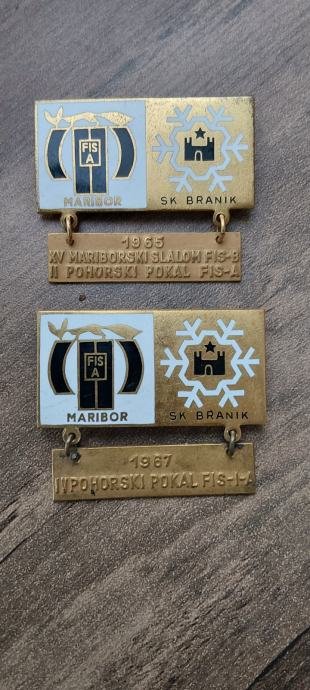 FIS
A
MARIBOR
SK BRANIK
1965
XV MARIBORSKI SLALOM FIS-B
II POHORSKI POKAL FIS-A
FIS
A
MARIBOR
SK BRANIK
1967
IV POHORSKI POKAL FIS-I-A